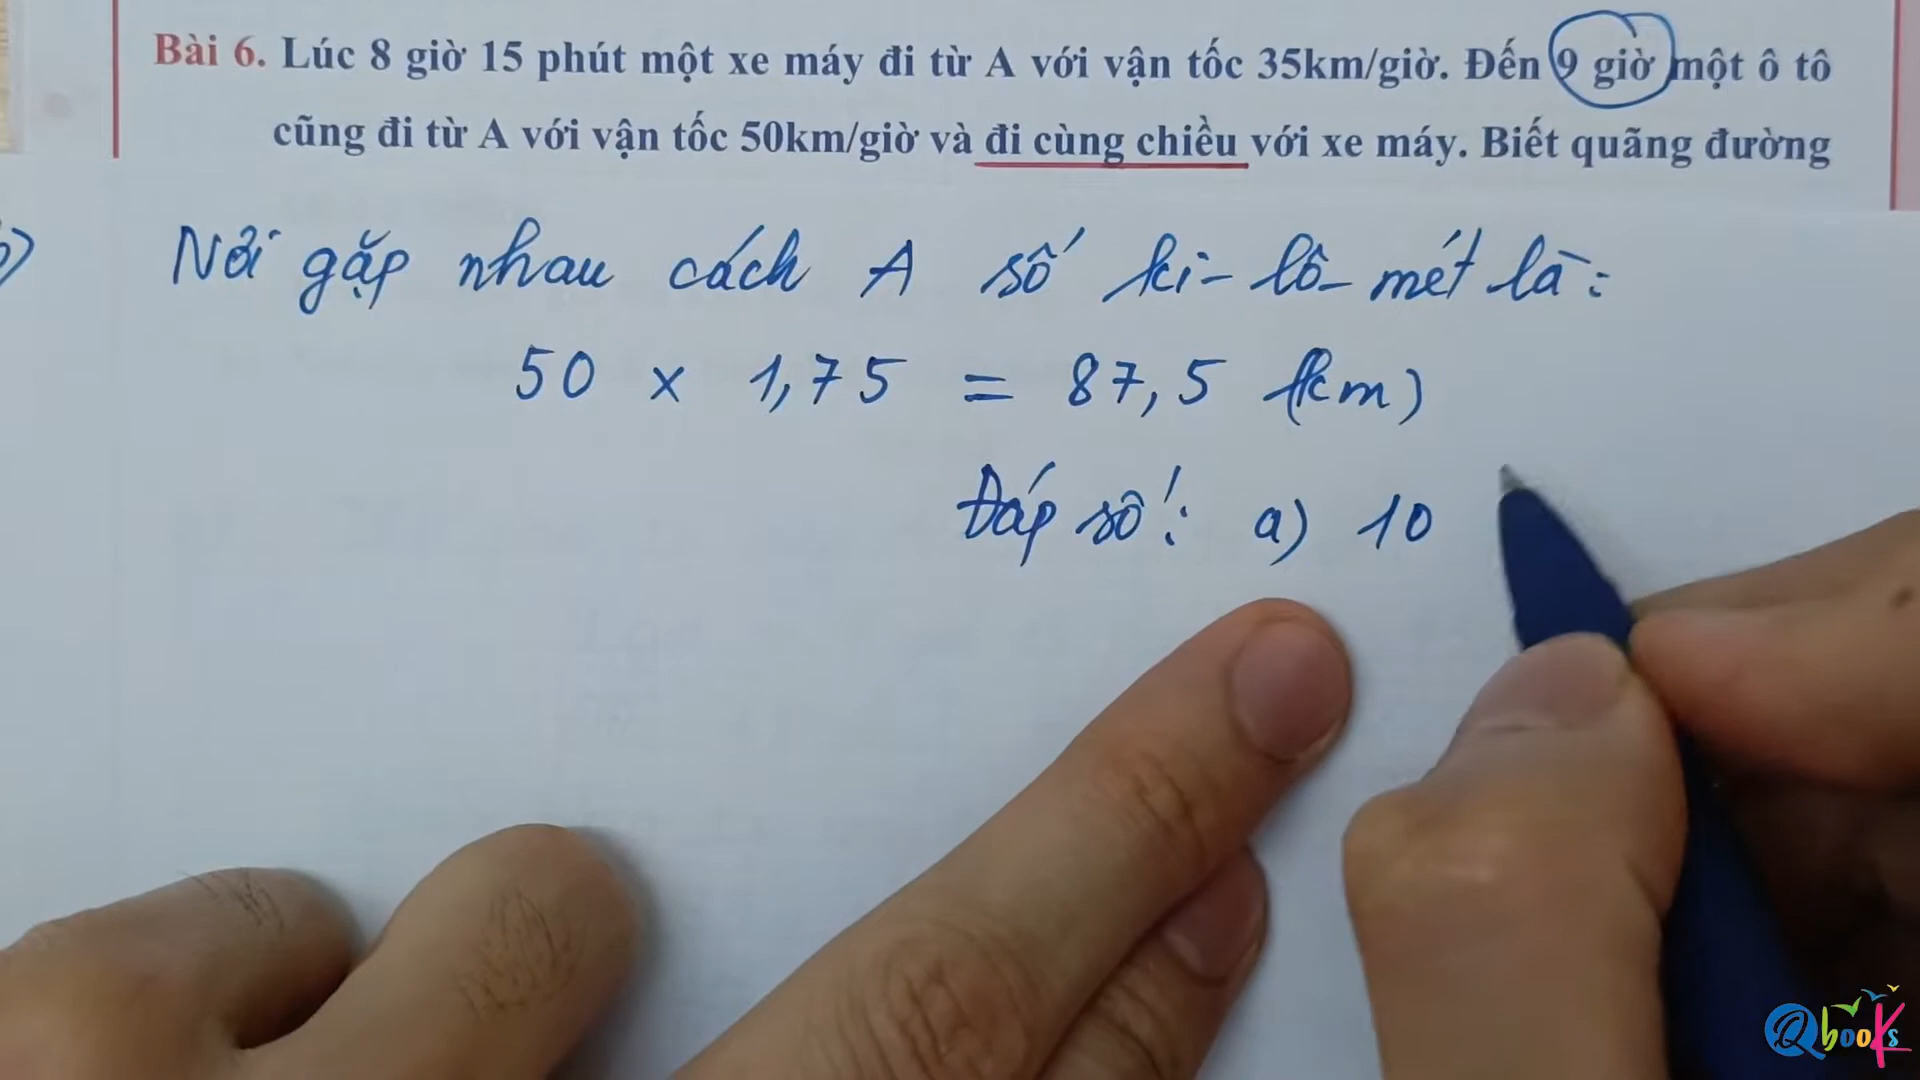 Bài 6. Lúc 8 giờ 15 phút một xe máy đi từ A với vận tốc 35km/giờ. Đến 9 giờ một ô tô
cũng đi từ A với vận tốc 50km/giờ và đi cùng chiều với xe máy. Biết quãng đường
Nơi gặp nhau cách A số ki-lô-mét là:
50 x 1,75 = 87,5 (km)
Đáp số: a) 10
Qbooks